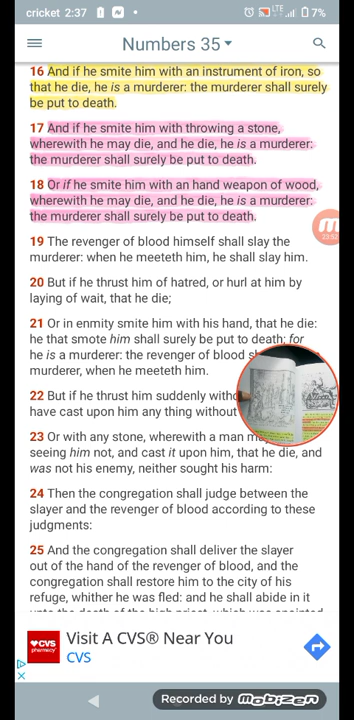 cricket 2:37
LTE
7%
Numbers 35
16 And if he smite him with an instrument of iron, so
that he die, he is a murderer: the murderer shall surely
be put to death.
17 And if he smite him with throwing a stone,
wherewith he may die, and he die, he is a murderer:
the murderer shall surely be put to death.
18 Or if he smite him with an hand weapon of wood,
wherewith he may die, and he die, he is a murderer:
the murderer shall surely be put to death.
19 The revenger of blood himself shall slay the
murderer: when he meeteth him, he shall slay him.
20 But if he thrust him of hatred, or hurl at him by
laying of wait, that he die;
21 Or in enmity smite him with his hand, that he die:
he that smote him shall surely be put to death; for
he is a murderer: the revenger of blood
murderer, when he meeteth him.
22 But if he thrust him suddenly
have cast upon him any thing without
23 Or with any stone, wherewith a man
seeing him not, and cast it upon him, that he die, and
was not his enemy, neither sought his harm:
24 Then the congregation shall judge between the
slayer and the revenger of blood according to these
judgments:
25 And the congregation shall deliver the slayer
out of the hand of the revenger of blood, and the
congregation shall restore him to the city of his
refuge, whither he was fled: and he shall abide in it
CVS
pharmacy
Visit A CVS® Near You
CVS
Recorded by MOBIZEN